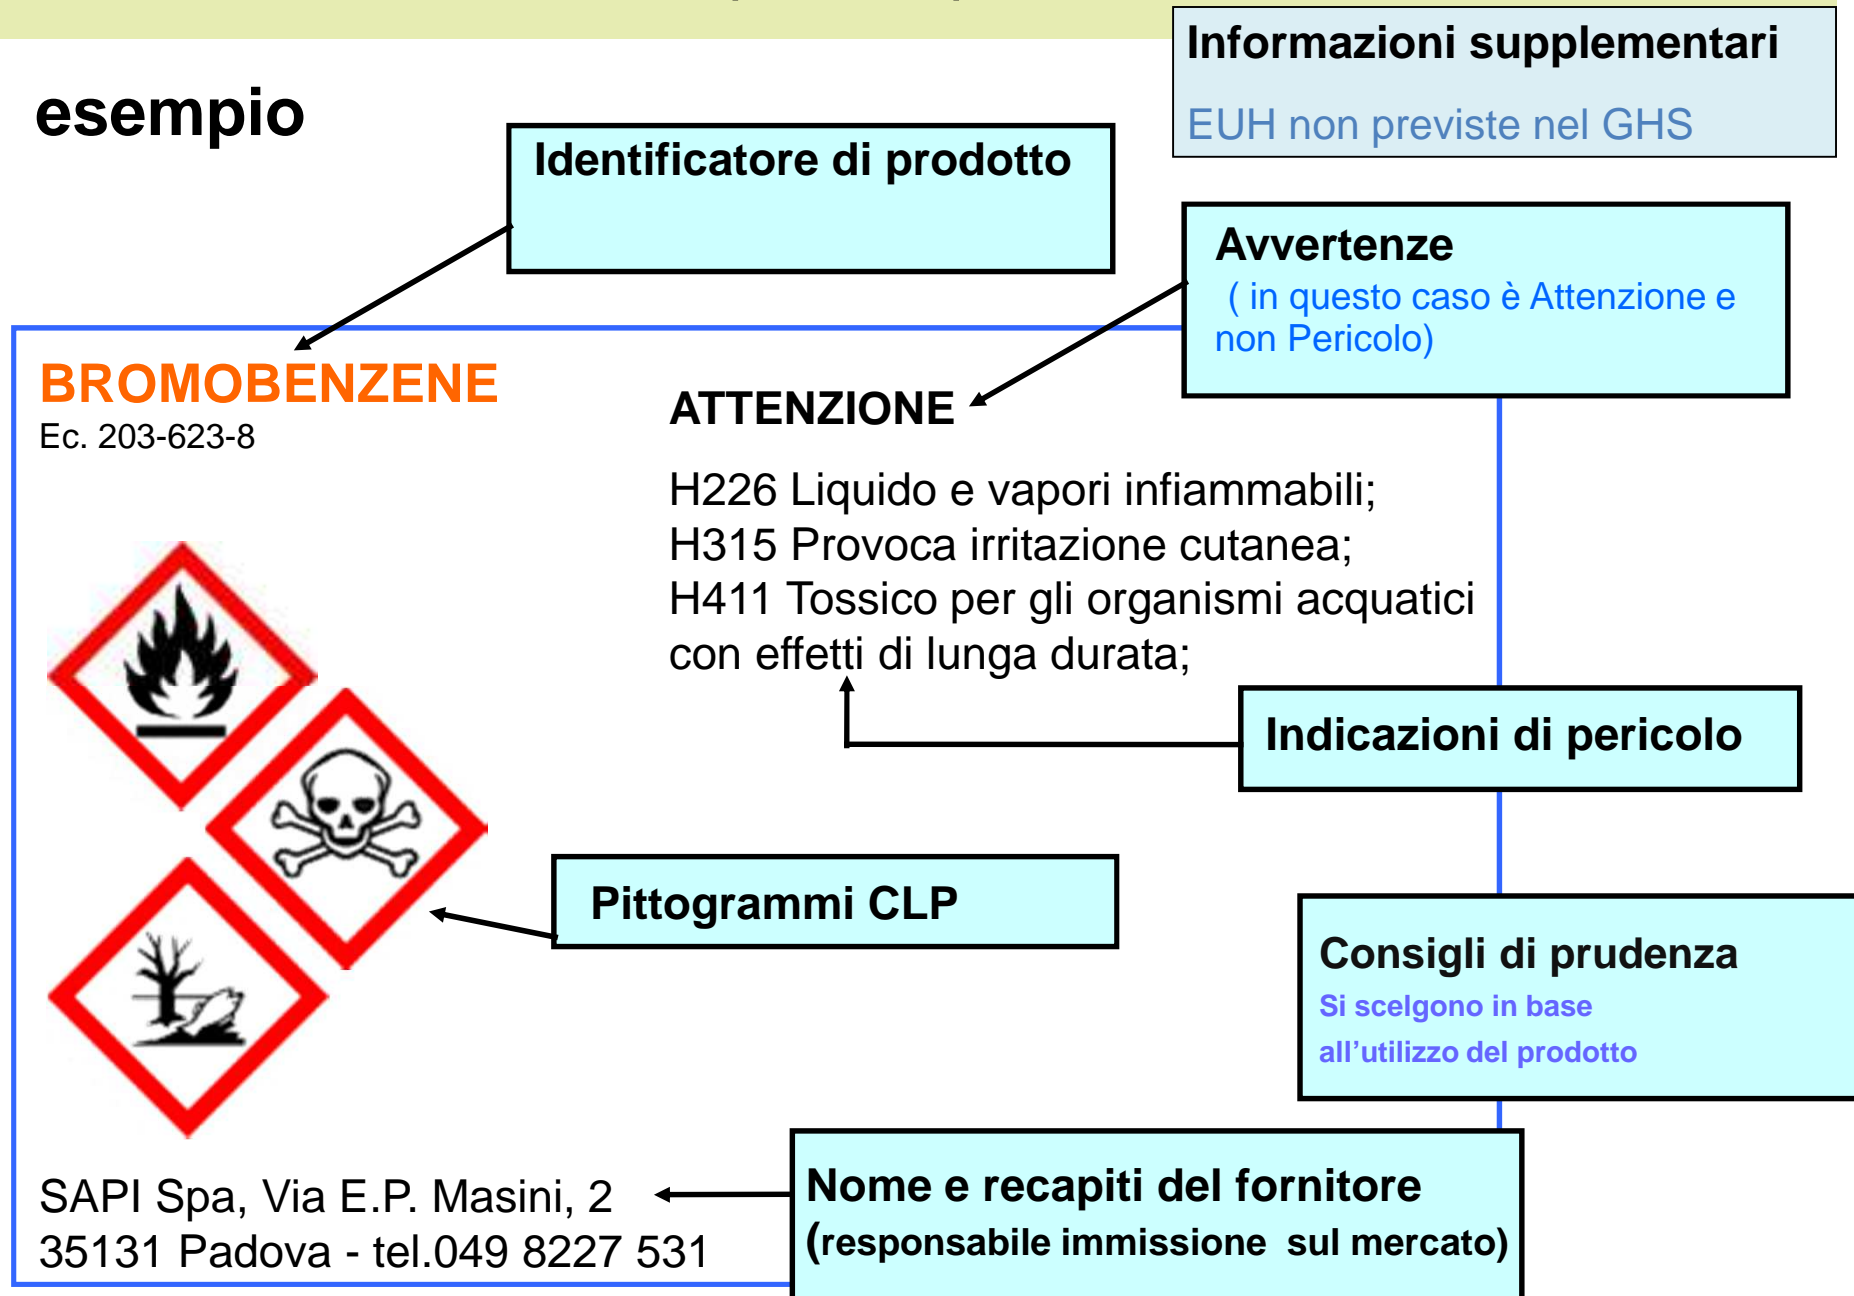 Informazioni supplementari
EUH non previste nel GHS
esempio
Identificatore di prodotto
Avvertenze
( in questo caso è Attenzione e
non Pericolo)
BROMOBENZENE
Ec. 203-623-8
ATTENZIONE
H226 Liquido e vapori infiammabili;
H315 Provoca irritazione cutanea;
H411 Tossico per gli organismi acquatici
con effetti di lunga durata;
Indicazioni di pericolo
Pittogrammi CLP
Consigli di prudenza
Si scelgono in base
all’utilizzo del prodotto
SAPI Spa, Via E.P. Masini, 2
35131 Padova - tel.049 8227 531
Nome e recapiti del fornitore
(responsabile immissione sul mercato)